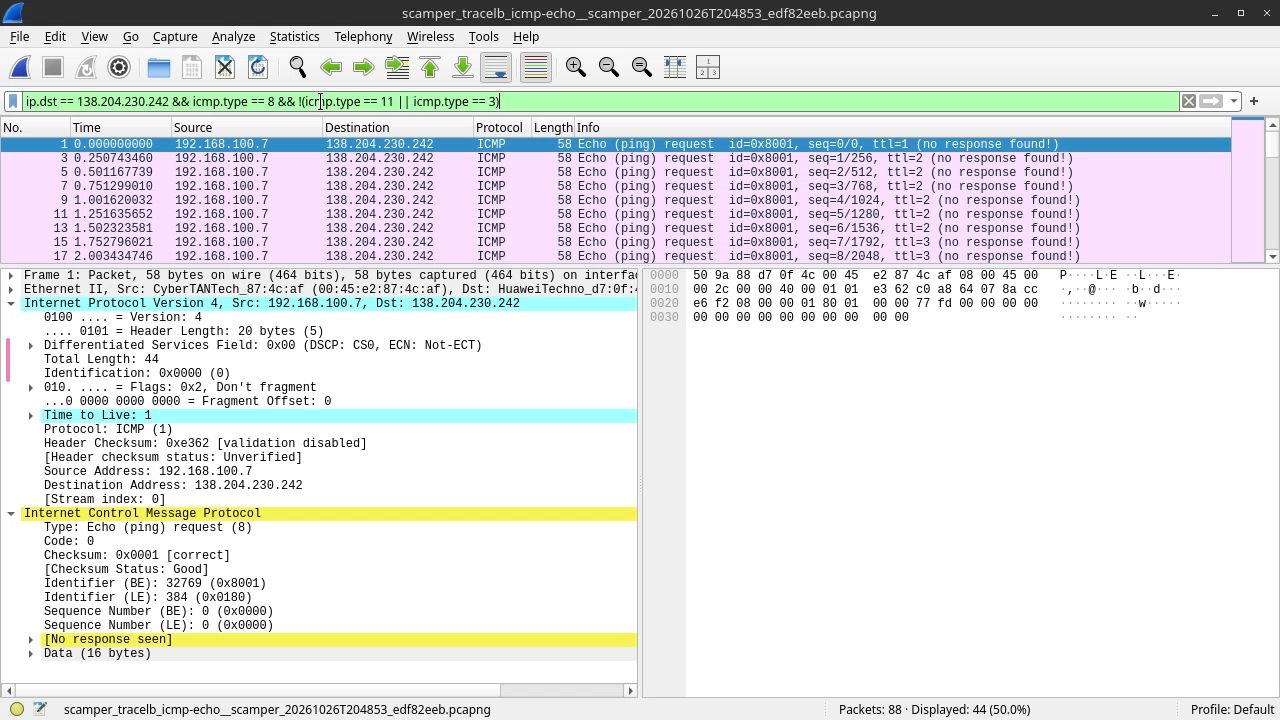 scamper_tracelb_icmp-echo__scamper_20261026T204853_edf82eeb.pcapng
File Edit View Go Capture Analyze Statistics Telephony Wireless Tools Help
ip.dst == 138.204.230.242 && icmp.type == 8 && !(icmp.type == 11 || icmp.type == 3)
No. Time Source Destination Protocol Length Info
1 0.000000000 192.168.100.7 138.204.230.242 ICMP 58 Echo (ping) request id=0x8001, seq=0/0, ttl=1 (no response found!)
3 0.250743460 192.168.100.7 138.204.230.242 ICMP 58 Echo (ping) request id=0x8001, seq=1/256, ttl=2 (no response found!)
5 0.501167739 192.168.100.7 138.204.230.242 ICMP 58 Echo (ping) request id=0x8001, seq=2/512, ttl=2 (no response found!)
7 0.751299010 192.168.100.7 138.204.230.242 ICMP 58 Echo (ping) request id=0x8001, seq=3/768, ttl=2 (no response found!)
9 1.001620043 192.168.100.7 138.204.230.242 ICMP 58 Echo (ping) request id=0x8001, seq=4/1024, ttl=2 (no response found!)
11 1.251635652 192.168.100.7 138.204.230.242 ICMP 58 Echo (ping) request id=0x8001, seq=5/1280, ttl=2 (no response found!)
13 1.502323581 192.168.100.7 138.204.230.242 ICMP 58 Echo (ping) request id=0x8001, seq=6/1536, ttl=2 (no response found!)
15 1.752796021 192.168.100.7 138.204.230.242 ICMP 58 Echo (ping) request id=0x8001, seq=7/1792, ttl=3 (no response found!)
17 2.003434746 192.168.100.7 138.204.230.242 ICMP 58 Echo (ping) request id=0x8001, seq=8/2048, ttl=3 (no response found!)
Frame 1: Packet, 58 bytes on wire (464 bits), 58 bytes captured (464 bits) on interfac
Ethernet II, Src: CyberTANTech_87:4c:af (00:45:e2:87:4c:af), Dst: HuaweiTechno_d7:0f:4
Internet Protocol Version 4, Src: 192.168.100.7, Dst: 138.204.230.242
0100 .... = Version: 4
.... 0101 = Header Length: 20 bytes (5)
Differentiated Services Field: 0x00 (DSCP: CS0, ECN: Not-ECT)
Total Length: 44
Identification: 0x0000 (0)
010. .... = Flags: 0x2, Don't fragment
...0 0000 0000 0000 = Fragment Offset: 0
Time to Live: 1
Protocol: ICMP (1)
Header Checksum: 0xe362 [validation disabled]
[Header checksum status: Unverified]
Source Address: 192.168.100.7
Destination Address: 138.204.230.242
[Stream index: 0]
Internet Control Message Protocol
Type: Echo (ping) request (8)
Code: 0
Checksum: 0x0001 [correct]
[Checksum Status: Good]
Identifier (BE): 32769 (0x8001)
Identifier (LE): 384 (0x0180)
Sequence Number (BE): 0 (0x0000)
Sequence Number (LE): 0 (0x0000)
[No response seen]
Data (16 bytes)
0000 50 9a 88 d7 0f 4c 00 45 e2 87 4c af 08 00 45 00 P····L·E ··L···E·
0010 00 2c 00 00 40 00 01 01 e3 62 c0 a8 64 07 8a cc ·,··@··· ·b··d···
0020 e6 f2 08 00 00 01 80 01 00 00 77 fd 00 00 00 00 ········ ··w·····
0030 00 00 00 00 00 00 00 00 00 00 ········ ··
scamper_tracelb_icmp-echo__scamper_20261026T204853_edf82eeb.pcapng
Packets: 88 · Displayed: 44 (50.0%)
Profile: Default